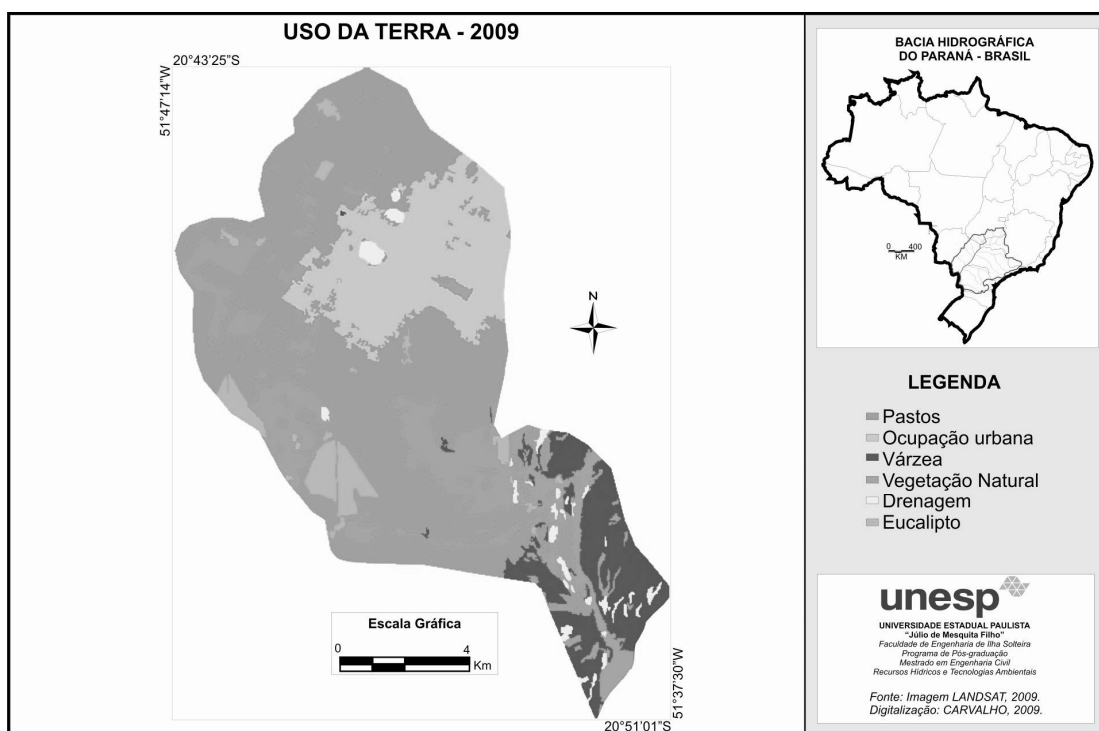 USO DA TERRA - 2009
20°43'25"S
51°47'14"W
N
Escala Gráfica
0 4
Km
51°37'30"W
20°51'01"S
BACIA HIDROGRÁFICA
DO PARANÁ - BRASIL
0 400
KM
LEGENDA
Pastos
Ocupação urbana
Várzea
Vegetação Natural
Drenagem
Eucalipto
unesp
UNIVERSIDADE ESTADUAL PAULISTA
"Júlio de Mesquita Filho"
Faculdade de Engenharia de Ilha Solteira
Programa de Pós-graduação
Mestrado em Engenharia Civil
Recursos Hídricos e Tecnologias Ambientais
Fonte: Imagem LANDSAT, 2009.
Digitalização: CARVALHO, 2009.